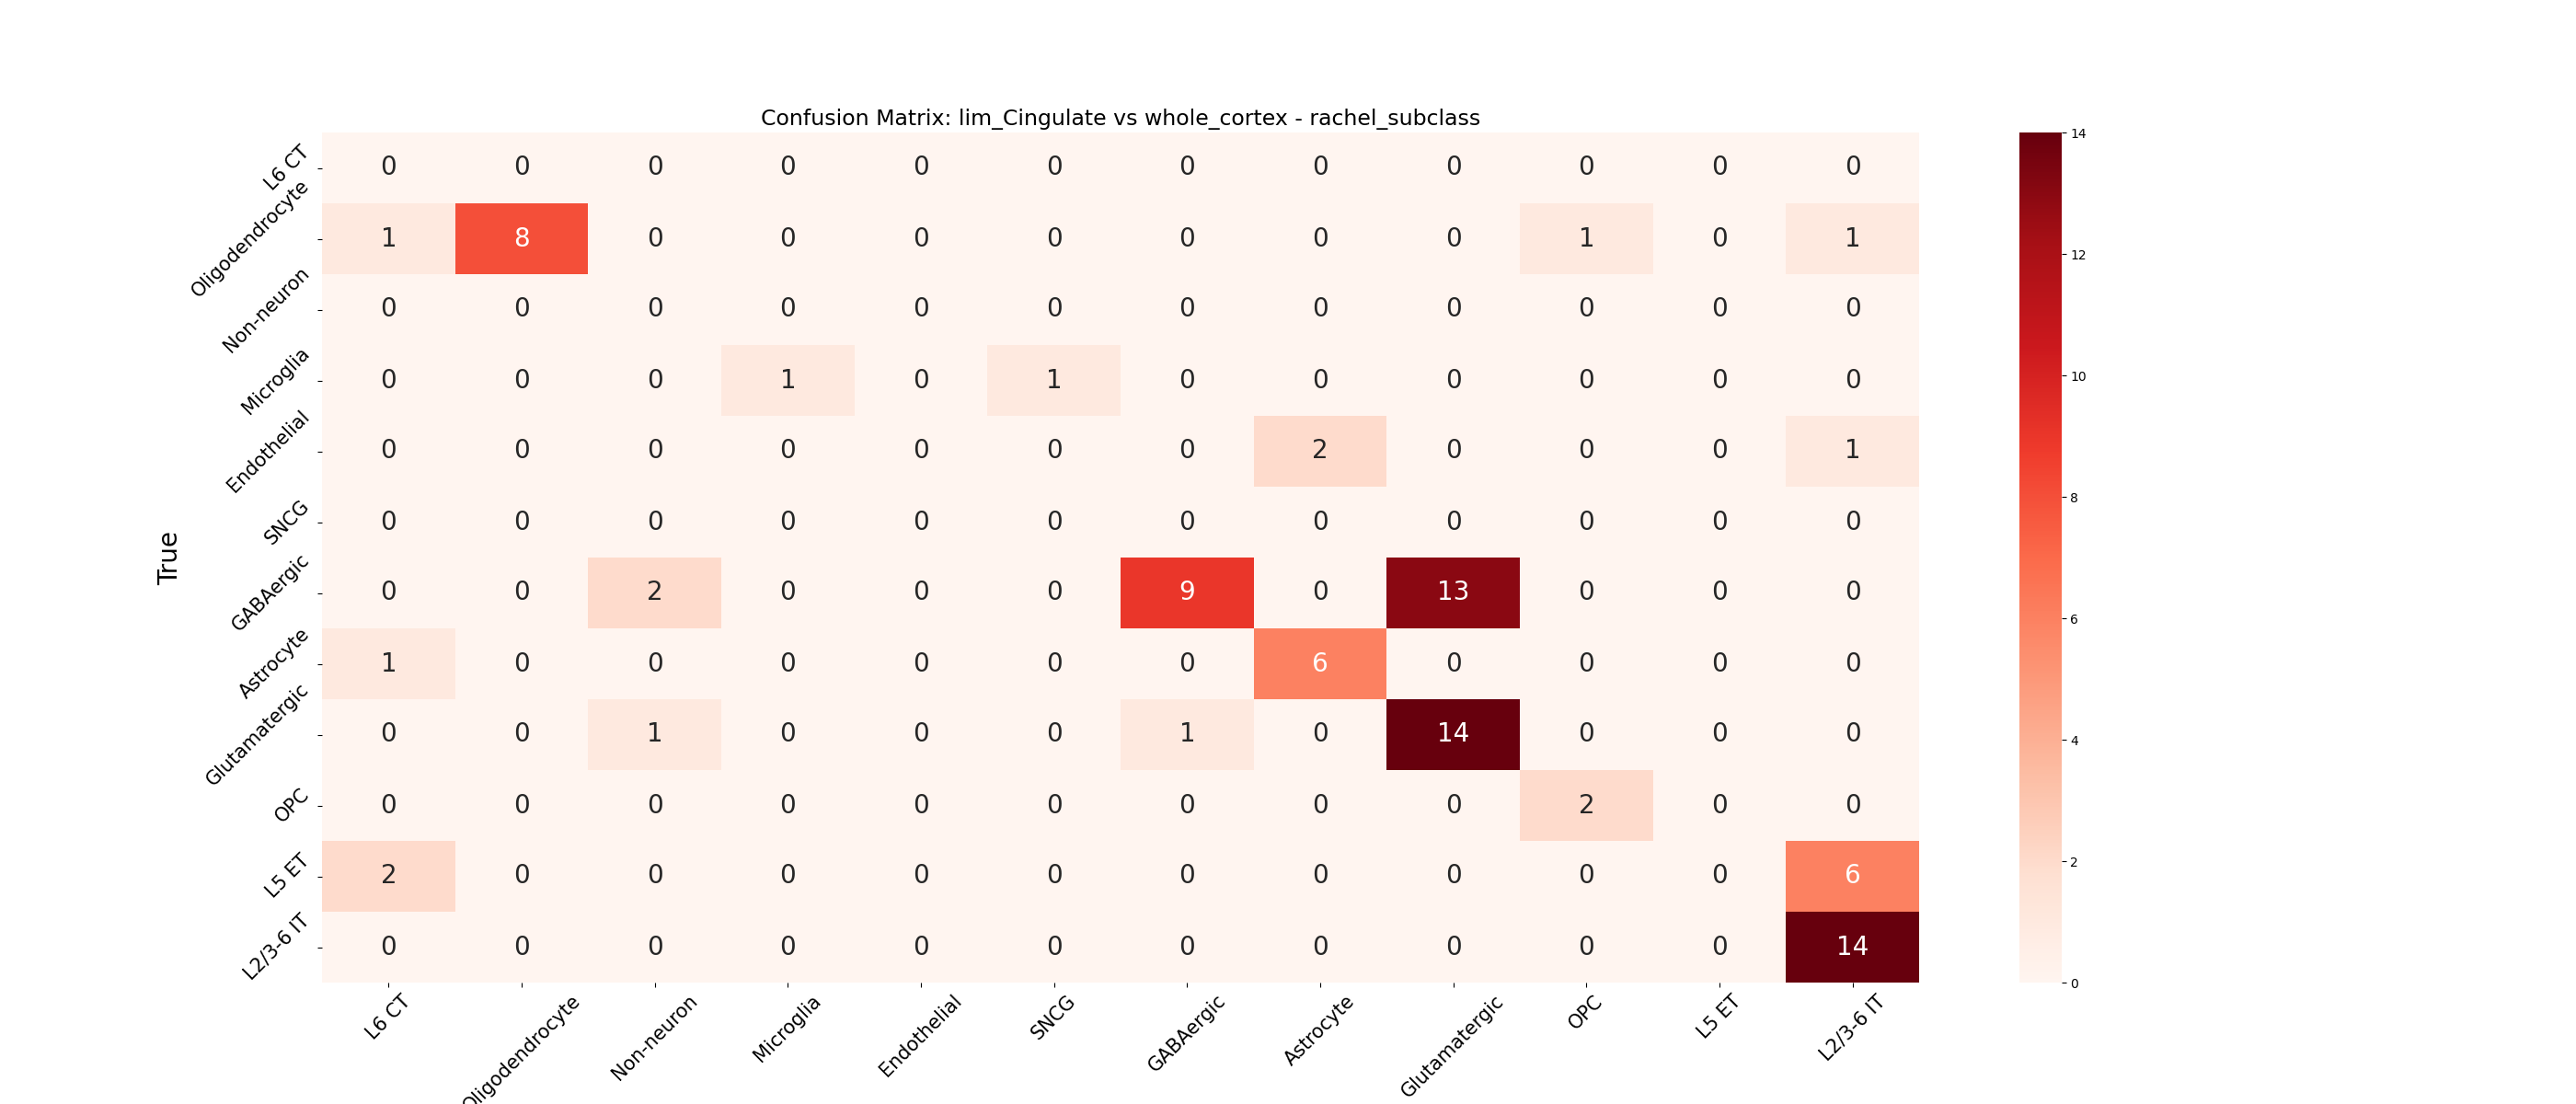 Confusion Matrix: lim_Cingulate vs whole_cortex - rachel_subclass
True
L6 CT 0 0 0 0 0 0 0 0 0 0 0 0
Oligodendrocyte 1 8 0 0 0 0 0 0 0 1 0 1
Non-neuron 0 0 0 0 0 0 0 0 0 0 0 0
Microglia 0 0 0 1 0 1 0 0 0 0 0 0
Endothelial 0 0 0 0 0 0 0 2 0 0 0 1
SNCG 0 0 0 0 0 0 0 0 0 0 0 0
GABAergic 0 0 2 0 0 0 9 0 13 0 0 0
Astrocyte 1 0 0 0 0 0 0 6 0 0 0 0
Glutamatergic 0 0 1 0 0 0 1 0 14 0 0 0
OPC 0 0 0 0 0 0 0 0 0 2 0 0
L5 ET 2 0 0 0 0 0 0 0 0 0 0 6
L2/3-6 IT 0 0 0 0 0 0 0 0 0 0 0 14
L6 CT Oligodendrocyte Non-neuron Microglia Endothelial SNCG GABAergic Astrocyte Glutamatergic OPC L5 ET L2/3-6 IT
14
12
10
8
6
4
2
0